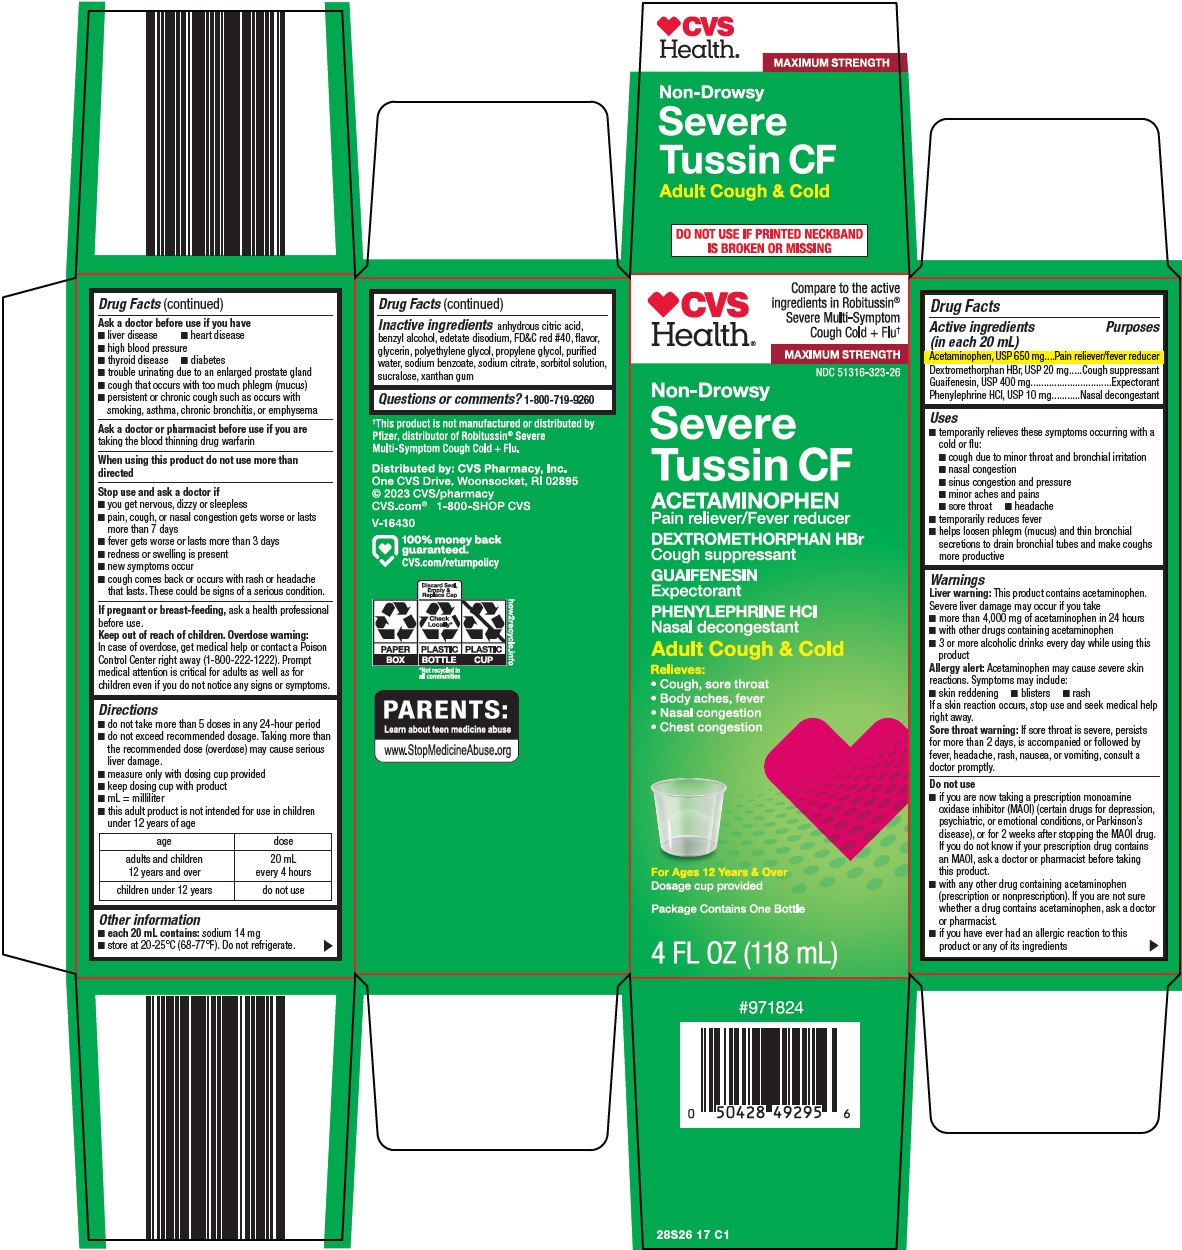 CVS
Health.
MAXIMUM STRENGTH
Non-Drowsy
Severe
Tussin CF
Adult Cough & Cold
DO NOT USE IF PRINTED NECKBAND
IS BROKEN OR MISSING
CVS
Health.
Compare to the active
ingredients in Robitussin®
Severe Multi-Symptom
Cough Cold + Flu†
MAXIMUM STRENGTH
NDC 51316-323-26
Non-Drowsy
Severe
Tussin CF
ACETAMINOPHEN
Pain reliever/Fever reducer
DEXTROMETHORPHAN HBr
Cough suppressant
GUAIFENESIN
Expectorant
PHENYLEPHRINE HCl
Nasal decongestant
Adult Cough & Cold
Relieves:
• Cough, sore throat
• Body aches, fever
• Nasal congestion
• Chest congestion
For Ages 12 Years & Over
Dosage cup provided
Package Contains One Bottle
4 FL OZ (118 mL)
#971824
0 50428 49295 6
28S26 17 C1
Drug Facts
Active ingredients Purposes
(in each 20 mL)
Acetaminophen, USP 650 mg....Pain reliever/fever reducer
Dextromethorphan HBr, USP 20 mg.....Cough suppressant
Guaifenesin, USP 400 mg..............................Expectorant
Phenylephrine HCl, USP 10 mg...........Nasal decongestant
Uses
■ temporarily relieves these symptoms occurring with a
cold or flu:
■ cough due to minor throat and bronchial irritation
■ nasal congestion
■ sinus congestion and pressure
■ minor aches and pains
■ sore throat ■ headache
■ temporarily reduces fever
■ helps loosen phlegm (mucus) and thin bronchial
secretions to drain bronchial tubes and make coughs
more productive
Warnings
Liver warning: This product contains acetaminophen.
Severe liver damage may occur if you take
■ more than 4,000 mg of acetaminophen in 24 hours
■ with other drugs containing acetaminophen
■ 3 or more alcoholic drinks every day while using this
product
Allergy alert: Acetaminophen may cause severe skin
reactions. Symptoms may include:
■ skin reddening ■ blisters ■ rash
If a skin reaction occurs, stop use and seek medical help
right away.
Sore throat warning: If sore throat is severe, persists
for more than 2 days, is accompanied or followed by
fever, headache, rash, nausea, or vomiting, consult a
doctor promptly.
Do not use
■ if you are now taking a prescription monoamine
oxidase inhibitor (MAOI) (certain drugs for depression,
psychiatric, or emotional conditions, or Parkinson's
disease), or for 2 weeks after stopping the MAOI drug.
If you do not know if your prescription drug contains
an MAOI, ask a doctor or pharmacist before taking
this product.
■ with any other drug containing acetaminophen
(prescription or nonprescription). If you are not sure
whether a drug contains acetaminophen, ask a doctor
or pharmacist.
■ if you have ever had an allergic reaction to this
product or any of its ingredients
Drug Facts (continued)
Ask a doctor before use if you have
■ liver disease ■ heart disease
■ high blood pressure
■ thyroid disease ■ diabetes
■ trouble urinating due to an enlarged prostate gland
■ cough that occurs with too much phlegm (mucus)
■ persistent or chronic cough such as occurs with
smoking, asthma, chronic bronchitis, or emphysema
Ask a doctor or pharmacist before use if you are
taking the blood thinning drug warfarin
When using this product do not use more than
directed
Stop use and ask a doctor if
■ you get nervous, dizzy or sleepless
■ pain, cough, or nasal congestion gets worse or lasts
more than 7 days
■ fever gets worse or lasts more than 3 days
■ redness or swelling is present
■ new symptoms occur
■ cough comes back or occurs with rash or headache
that lasts. These could be signs of a serious condition.
If pregnant or breast-feeding, ask a health professional
before use.
Keep out of reach of children. Overdose warning:
In case of overdose, get medical help or contact a Poison
Control Center right away (1-800-222-1222). Prompt
medical attention is critical for adults as well as for
children even if you do not notice any signs or symptoms.
Directions
■ do not take more than 5 doses in any 24-hour period
■ do not exceed recommended dosage. Taking more than
the recommended dose (overdose) may cause serious
liver damage.
■ measure only with dosing cup provided
■ keep dosing cup with product
■ mL = milliliter
■ this adult product is not intended for use in children
under 12 years of age
age dose
adults and children 20 mL
12 years and over every 4 hours
children under 12 years do not use
Other information
■ each 20 mL contains: sodium 14 mg
■ store at 20-25°C (68-77°F). Do not refrigerate.
Drug Facts (continued)
Inactive ingredients anhydrous citric acid,
benzyl alcohol, edetate disodium, FD&C red #40, flavor,
glycerin, polyethylene glycol, propylene glycol, purified
water, sodium benzoate, sodium citrate, sorbitol solution,
sucralose, xanthan gum
Questions or comments? 1-800-719-9260
†This product is not manufactured or distributed by
Pfizer, distributor of Robitussin® Severe
Multi-Symptom Cough Cold + Flu.
Distributed by: CVS Pharmacy, Inc.
One CVS Drive, Woonsocket, RI 02895
© 2023 CVS/pharmacy
CVS.com® 1-800-SHOP CVS
V-16430
100% money back
guaranteed.
CVS.com/returnpolicy
Discard Seal,
Empty &
Replace Cap
Check
Locally*
PAPER PLASTIC PLASTIC
BOX BOTTLE CUP
*Not recycled in
all communities
how2recycle.info
PARENTS:
Learn about teen medicine abuse
www.StopMedicineAbuse.org